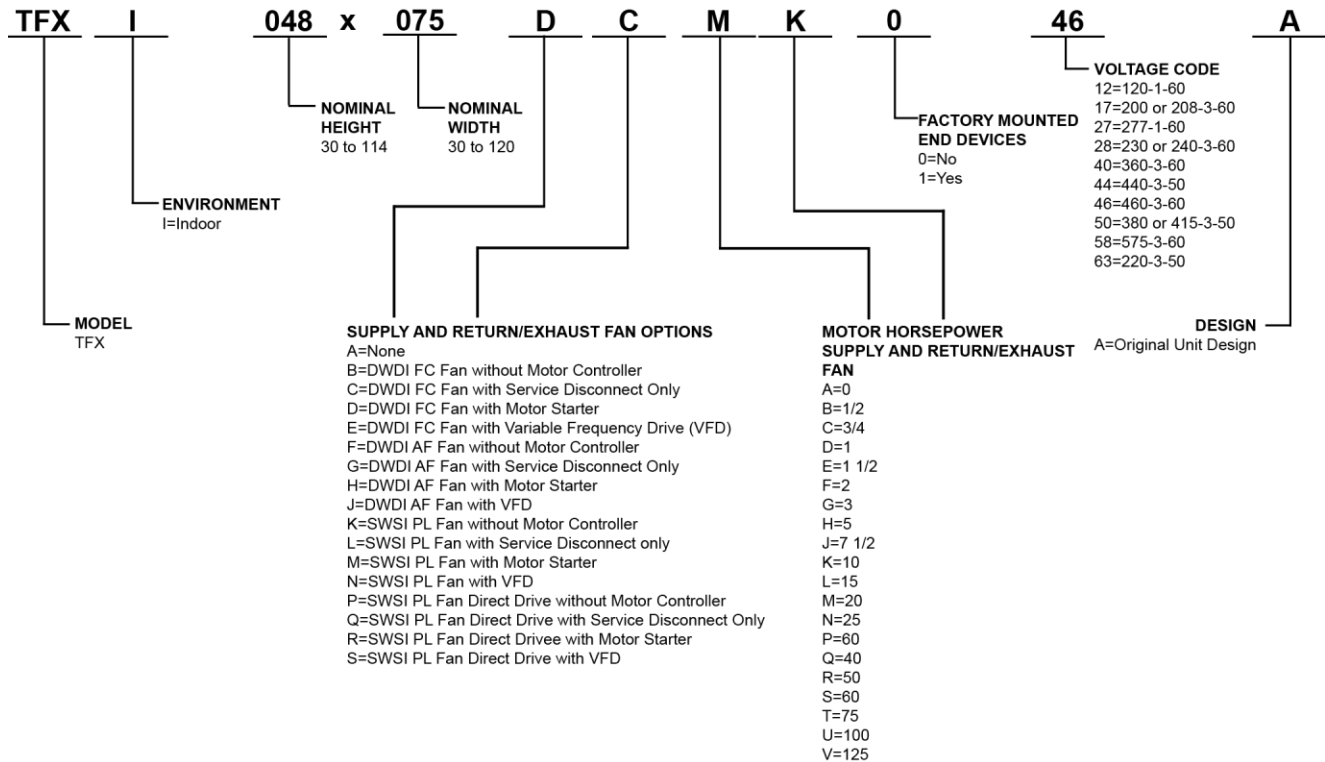 TFX I 048 x 075 D C M K 0 46 A
MODEL
TFX
ENVIRONMENT
I=Indoor
NOMINAL
HEIGHT
30 to 114
NOMINAL
WIDTH
30 to 120
SUPPLY AND RETURN/EXHAUST FAN OPTIONS
A=None
B=DWDI FC Fan without Motor Controller
C=DWDI FC Fan with Service Disconnect Only
D=DWDI FC Fan with Motor Starter
E=DWDI FC Fan with Variable Frequency Drive (VFD)
F=DWDI AF Fan without Motor Controller
G=DWDI AF Fan with Service Disconnect Only
H=DWDI AF Fan with Motor Starter
J=DWDI AF Fan with VFD
K=SWSI PL Fan without Motor Controller
L=SWSI PL Fan with Service Disconnect only
M=SWSI PL Fan with Motor Starter
N=SWSI PL Fan with VFD
P=SWSI PL Fan Direct Drive without Motor Controller
Q=SWSI PL Fan Direct Drive with Service Disconnect Only
R=SWSI PL Fan Direct Drivee with Motor Starter
S=SWSI PL Fan Direct Drive with VFD
MOTOR HORSEPOWER
SUPPLY AND RETURN/EXHAUST
FAN
A=0
B=1/2
C=3/4
D=1
E=1 1/2
F=2
G=3
H=5
J=7 1/2
K=10
L=15
M=20
N=25
P=60
Q=40
R=50
S=60
T=75
U=100
V=125
FACTORY MOUNTED
END DEVICES
0=No
1=Yes
VOLTAGE CODE
12=120-1-60
17=200 or 208-3-60
27=277-1-60
28=230 or 240-3-60
40=360-3-60
44=440-3-50
46=460-3-60
50=380 or 415-3-50
58=575-3-60
63=220-3-50
DESIGN
A=Original Unit Design